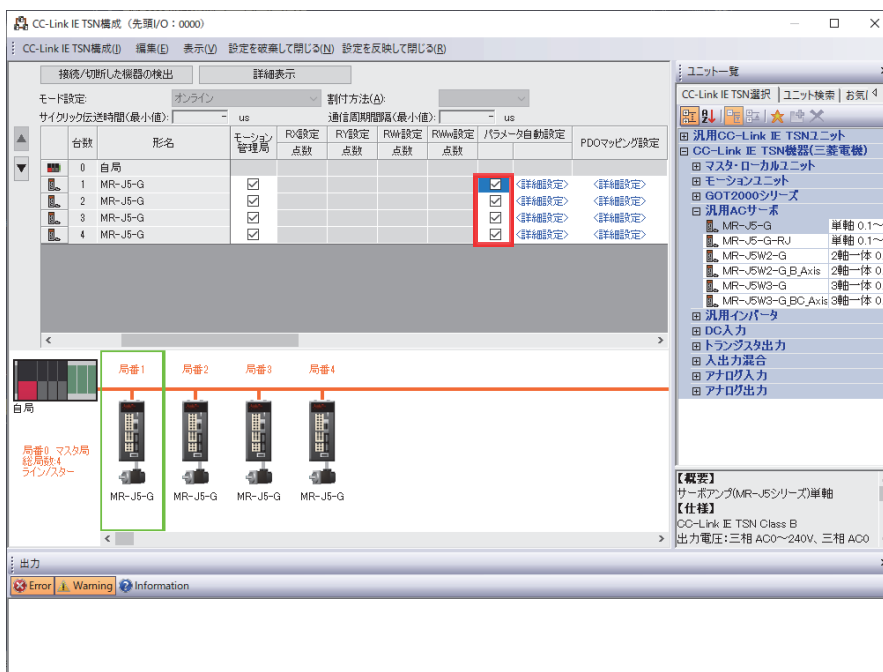 CC-Link IE TSN構成 (先頭I/O：0000)
CC-Link IE TSN構成(I) 編集(E) 表示(V) 設定を破棄して閉じる(N) 設定を反映して閉じる(R)
接続/切断した機器の検出 詳細表示
モード設定: オンライン 割付方法(A):
サイクリック伝送時間(最小値): - us 通信周期間隔(最小値): - us
台数 形名 モーション管理局 RX設定 RY設定 RWr設定 RWw設定 パラメータ自動設定 PDOマッピング設定
点数 点数 点数 点数
0 自局
1 MR-J5-G <詳細設定> <詳細設定>
2 MR-J5-G <詳細設定> <詳細設定>
3 MR-J5-G <詳細設定> <詳細設定>
4 MR-J5-G <詳細設定> <詳細設定>
局番1 局番2 局番3 局番4
自局
局番0 マスタ局
総局数:4
ライン/スター
MR-J5-G MR-J5-G MR-J5-G MR-J5-G
ユニット一覧
CC-Link IE TSN選択 ユニット検索 お気(
汎用CC-Link IE TSNユニット
CC-Link IE TSN機器(三菱電機)
マスタ・ローカルユニット
モーションユニット
GOT2000シリーズ
汎用ACサーボ
MR-J5-G 単軸 0.1～
MR-J5-G-RJ 単軸 0.1～
MR-J5W2-G 2軸一体 0.
MR-J5W2-G_B_Axis 2軸一体 0.
MR-J5W3-G 3軸一体 0.
MR-J5W3-G_BC_Axis 3軸一体 0.
汎用インバータ
DC入力
トランジスタ出力
入出力混合
アナログ入力
アナログ出力
【概要】
サーボアンプ(MR-J5シリーズ)単軸
【仕様】
CC-Link IE TSN Class B
出力電圧：三相 AC0～240V、三相 AC0
出力
Error Warning Information